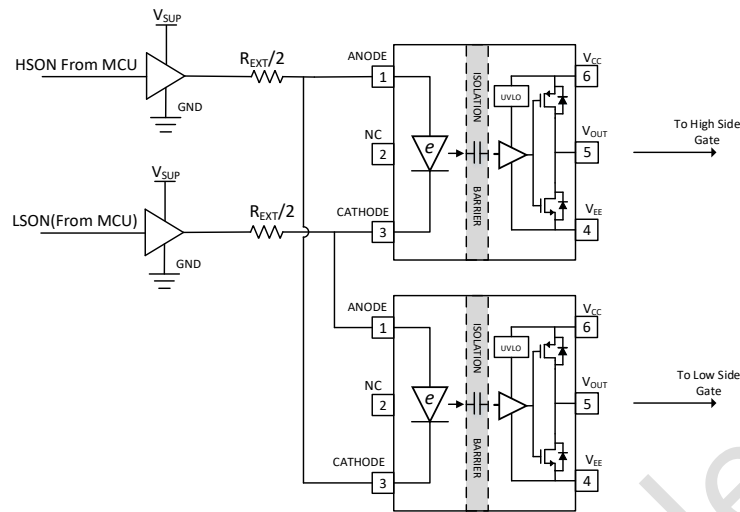 VSUP
HSON From MCU
REXT/2
GND
ANODE
1
NC
2
CATHODE
3
e
ISOLATION
BARRIER
UVLO
VCC
6
VOUT
5
VEE
4
To High Side
Gate
VSUP
LSON(From MCU)
REXT/2
GND
ANODE
1
NC
2
CATHODE
3
e
ISOLATION
BARRIER
UVLO
VCC
6
VOUT
5
VEE
4
To Low Side
Gate